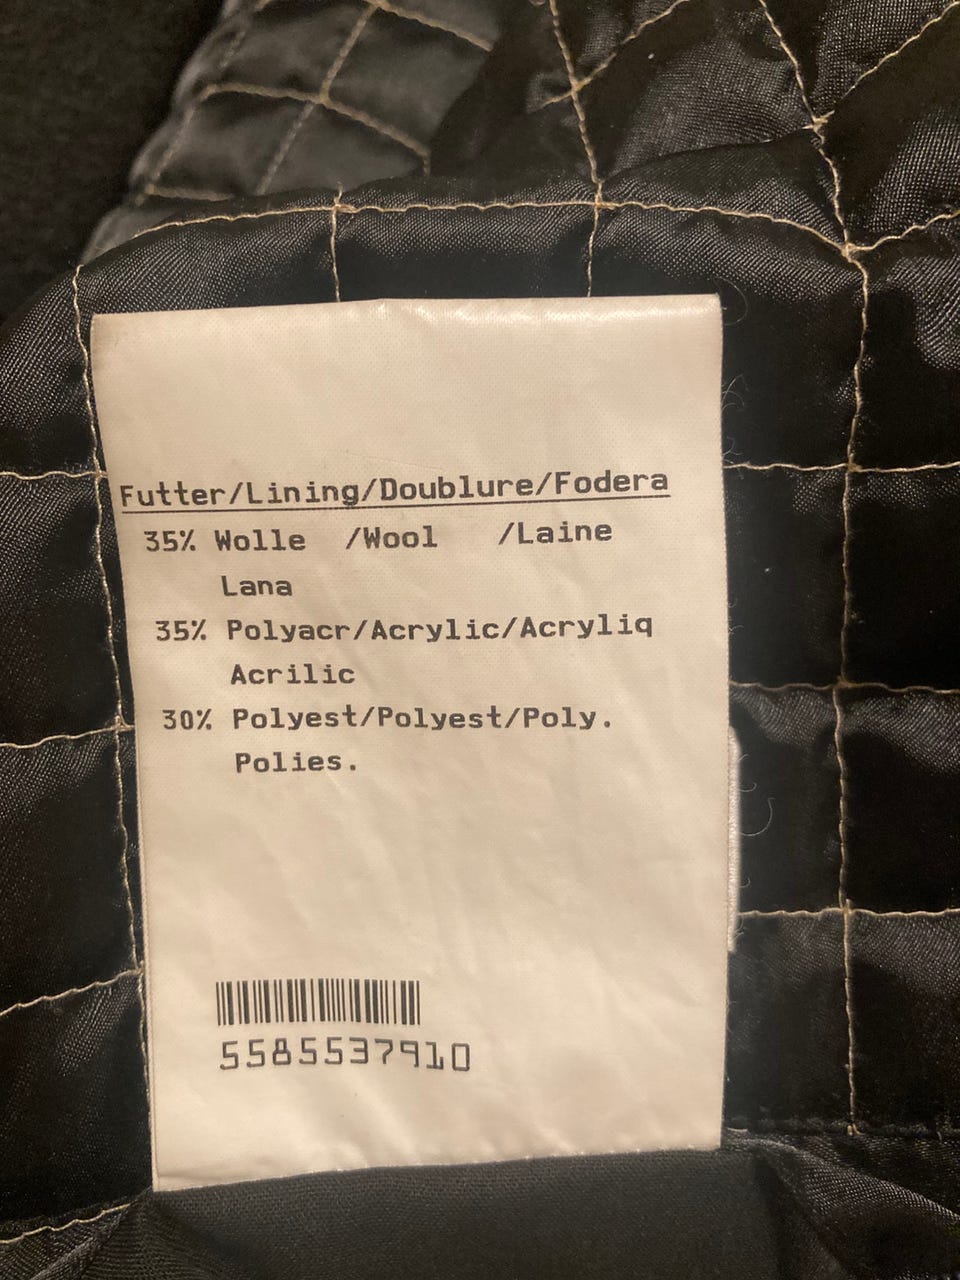 Futter/Lining/Doublure/Fodera
35% Wolle /Wool /Laine
Lana
35% Polyacr/Acrylic/Acryliq
Acrilic
30% Polyest/Polyest/Poly.
Polies.
5585537910